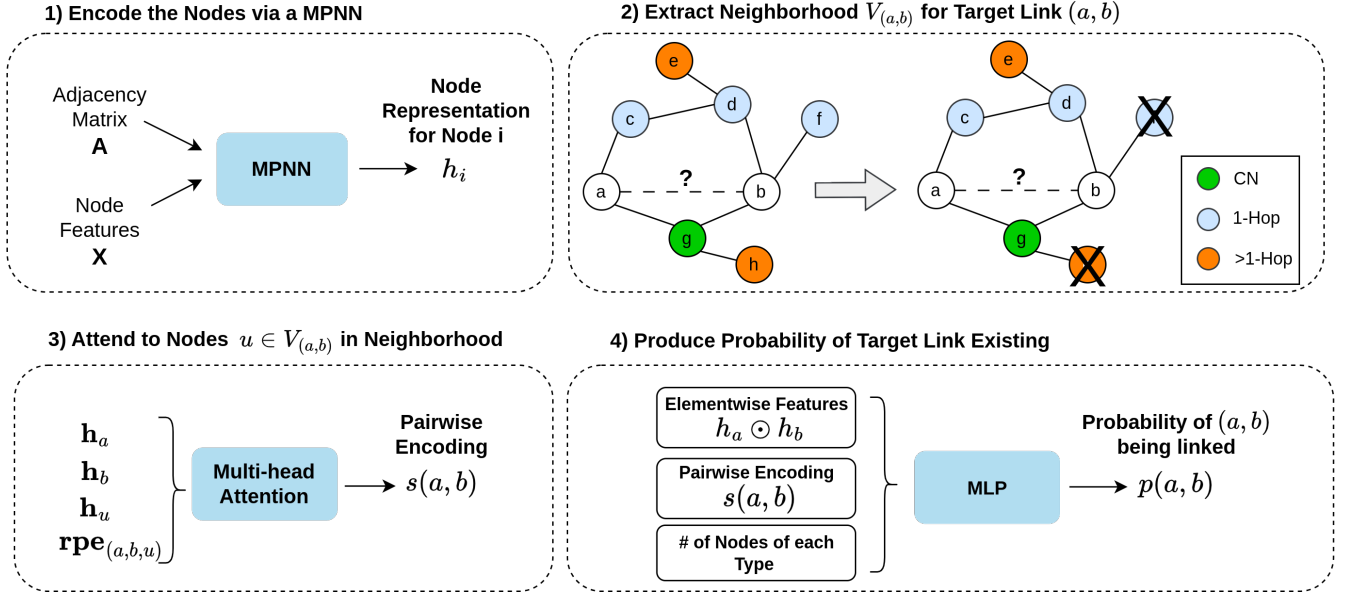 1) Encode the Nodes via a MPNN
Adjacency
Matrix
A
Node
Features
X
MPNN
Node
Representation
for Node i
h_i
2) Extract Neighborhood V_{(a,b)} for Target Link (a, b)
e
c
d
f
a
?
b
g
h
e
c
d
a
?
b
g
CN
1-Hop
>1-Hop
3) Attend to Nodes u ∈ V_{(a,b)} in Neighborhood
h_a
h_b
h_u
rpe_{(a,b,u)}
Multi-head
Attention
Pairwise
Encoding
s(a, b)
4) Produce Probability of Target Link Existing
Elementwise Features
h_a ⊙ h_b
Pairwise Encoding
s(a, b)
# of Nodes of each
Type
MLP
Probability of (a, b)
being linked
p(a, b)